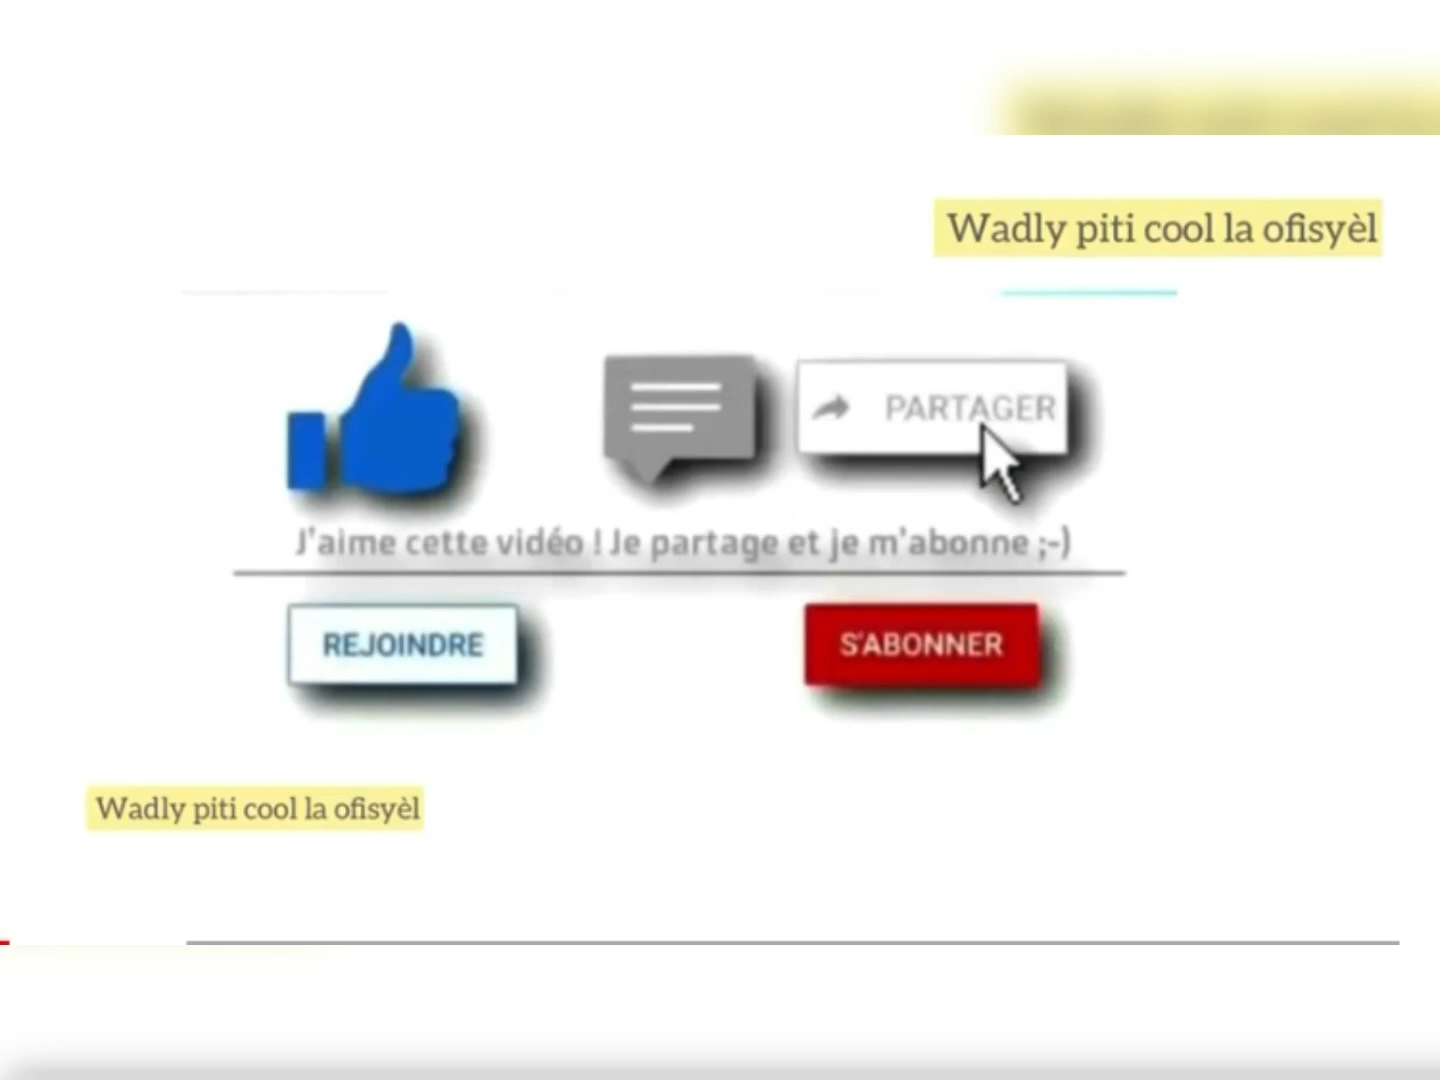 Wadly piti cool la ofisyèl
PARTAGER
J'aime cette vidéo ! Je partage et je m'abonne ;-)
REJOINDRE
S'ABONNER
Wadly piti cool la ofisyèl